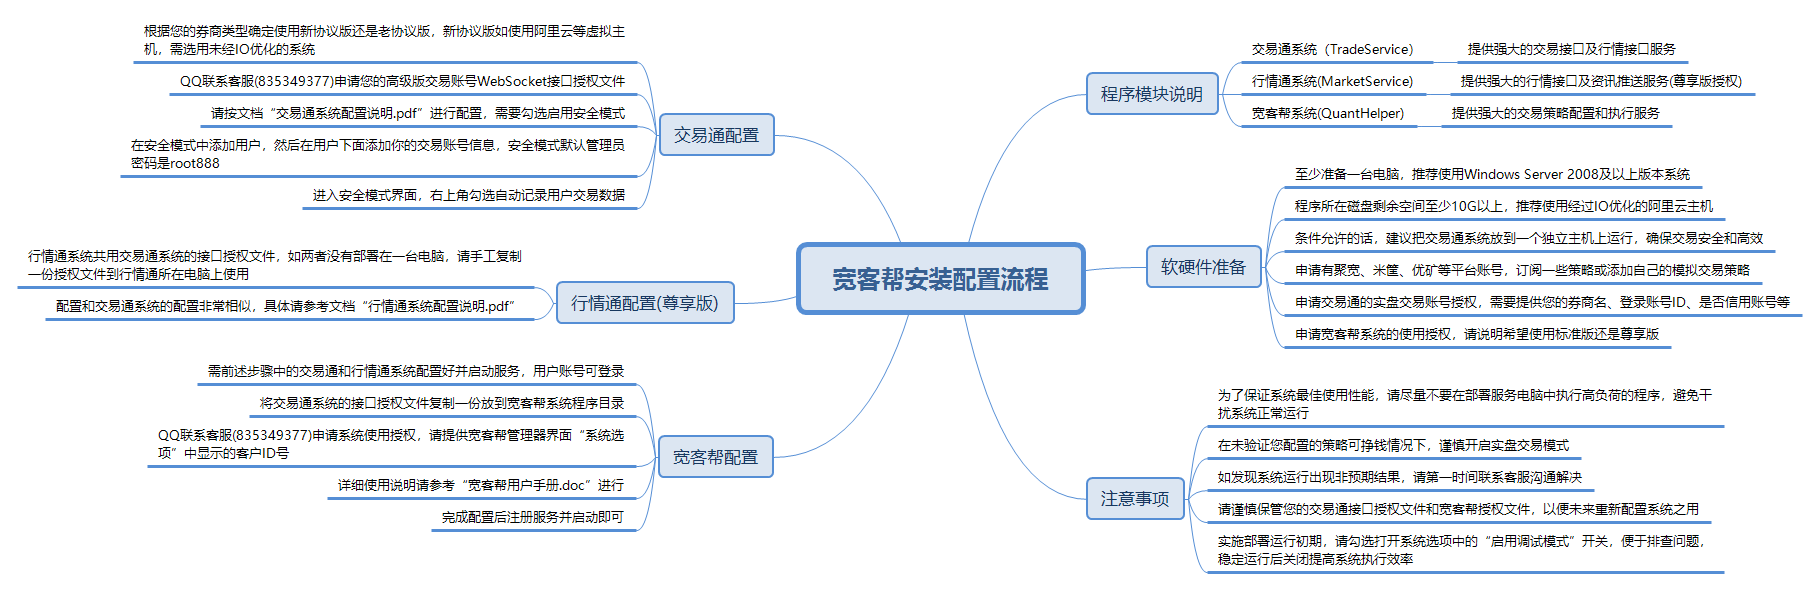 宽客帮安装配置流程
程序模块说明
交易通系统（TradeService）
提供强大的交易接口及行情接口服务
行情通系统(MarketService)
提供强大的行情接口及资讯推送服务(尊享版授权)
宽客帮系统(QuantHelper)
提供强大的交易策略配置和执行服务
软硬件准备
至少准备一台电脑，推荐使用Windows Server 2008及以上版本系统
程序所在磁盘剩余空间至少10G以上，推荐使用经过IO优化的阿里云主机
条件允许的话，建议把交易通系统放到一个独立主机上运行，确保交易安全和高效
申请有聚宽、米筐、优矿等平台账号，订阅一些策略或添加自己的模拟交易策略
申请交易通的实盘交易账号授权，需要提供您的券商名、登录账号ID、是否信用账号等
申请宽客帮系统的使用授权，请说明希望使用标准版还是尊享版
注意事项
为了保证系统最佳使用性能，请尽量不要在部署服务电脑中执行高负荷的程序，避免干
扰系统正常运行
在未验证您配置的策略可挣钱情况下，谨慎开启实盘交易模式
如发现系统运行出现非预期结果，请第一时间联系客服沟通解决
请谨慎保管您的交易通接口授权文件和宽客帮授权文件，以便未来重新配置系统之用
实施部署运行初期，请勾选打开系统选项中的“启用调试模式”开关，便于排查问题，
稳定运行后关闭提高系统执行效率
交易通配置
根据您的券商类型确定使用新协议版还是老协议版，新协议版如使用阿里云等虚拟主
机，需选用未经IO优化的系统
QQ联系客服(835349377)申请您的高级版交易账号WebSocket接口授权文件
请按文档“交易通系统配置说明.pdf”进行配置，需要勾选启用安全模式
在安全模式中添加用户，然后在用户下面添加你的交易账号信息，安全模式默认管理员
密码是root888
进入安全模式界面，右上角勾选自动记录用户交易数据
行情通配置(尊享版)
行情通系统共用交易通系统的接口授权文件，如两者没有部署在一台电脑，请手工复制
一份授权文件到行情通所在电脑上使用
配置和交易通系统的配置非常相似，具体请参考文档“行情通系统配置说明.pdf”
宽客帮配置
需前述步骤中的交易通和行情通系统配置好并启动服务，用户账号可登录
将交易通系统的接口授权文件复制一份放到宽客帮系统程序目录
QQ联系客服(835349377)申请系统使用授权，请提供宽客帮管理器界面“系统选
项”中显示的客户ID号
详细使用说明请参考“宽客帮用户手册.doc”进行
完成配置后注册服务并启动即可